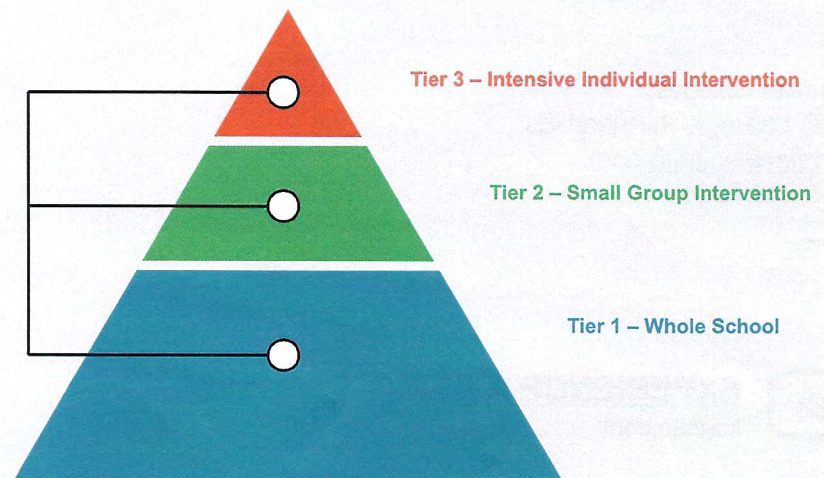 Tier 3 – Intensive Individual Intervention
Tier 2 – Small Group Intervention
Tier 1 – Whole School